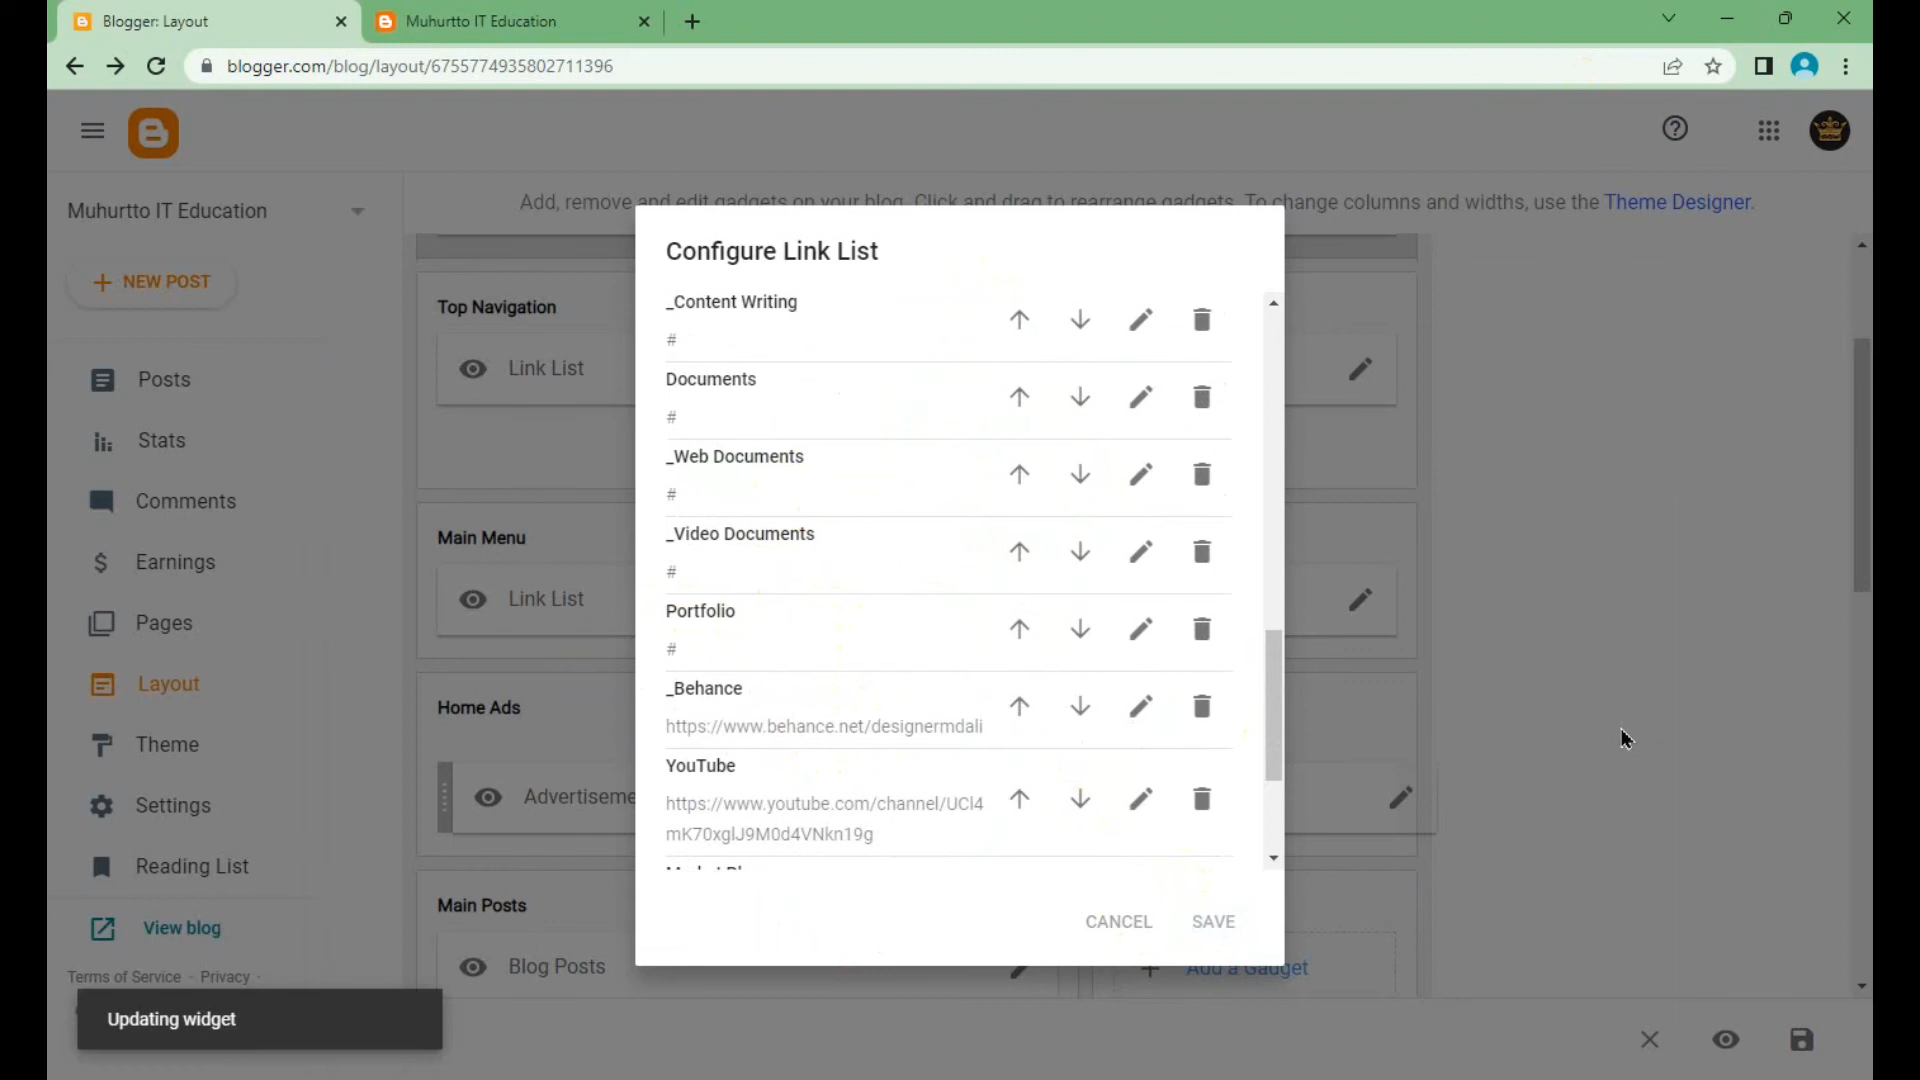 Blogger: Layout
Muhurtto IT Education
blogger.com/blog/layout/6755774935802711396
Muhurtto IT Education
Add, remove and edit gadgets on your blog. Click and drag to rearrange gadgets. To change columns and widths, use the Theme Designer.
NEW POST
Posts
Stats
Comments
Earnings
Pages
Layout
Theme
Settings
Reading List
View blog
Terms of Service - Privacy -
Updating widget
Top Navigation
Link List
Main Menu
Link List
Home Ads
Advertiseme
Main Posts
Blog Posts
Add a Gadget
Configure Link List
_Content Writing
#
Documents
#
_Web Documents
#
_Video Documents
#
Portfolio
#
_Behance
https://www.behance.net/designermdali
YouTube
https://www.youtube.com/channel/UCl4
mK70xglJ9M0d4VNkn19g
CANCEL
SAVE